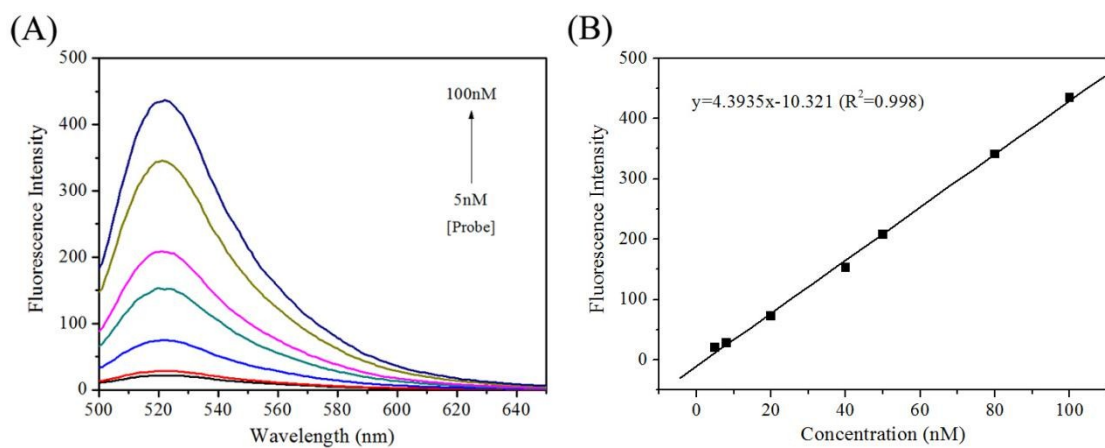 (A)
500
400
300
200
100
0
Fluorescence Intensity
100nM
5nM
[Probe]
500 520 540 560 580 600 620 640
Wavelength (nm)
(B)
500
400
300
200
100
0
Fluorescence Intensity
y=4.3935x-10.321 (R²=0.998)
0 20 40 60 80 100
Concentration (nM)